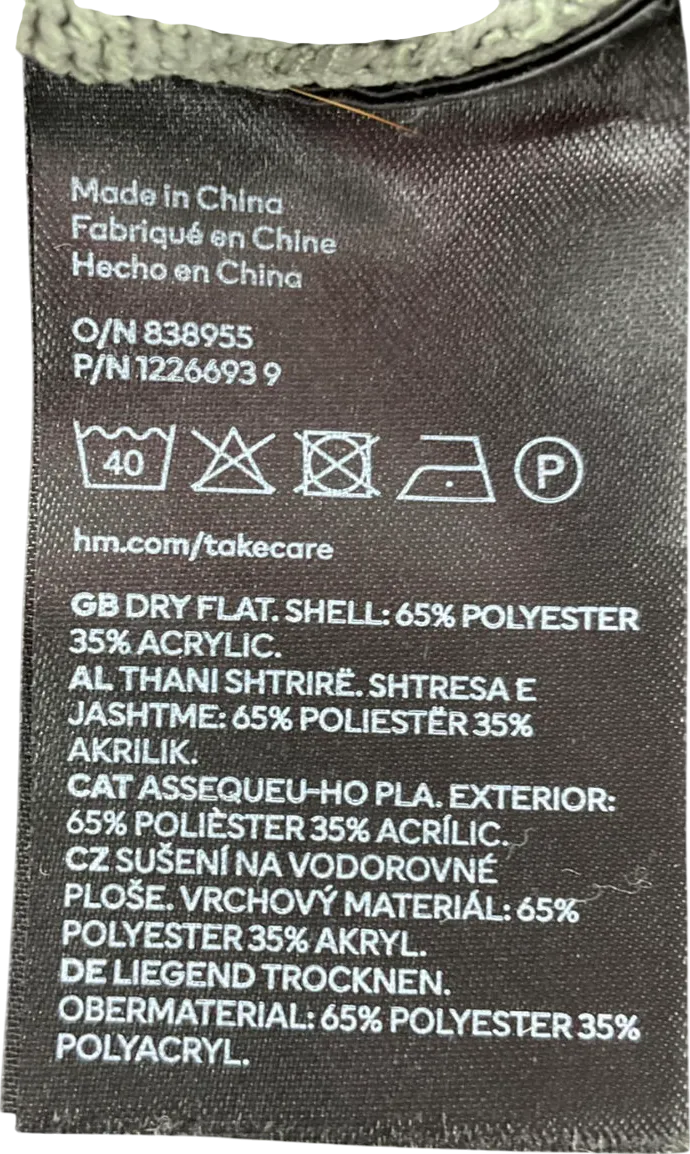 Made in China
Fabriqué en Chine
Hecho en China
O/N 838955
P/N 1226693 9
40
P
hm.com/takecare
GB DRY FLAT. SHELL: 65% POLYESTER
35% ACRYLIC.
AL THANI SHTRIRË. SHTRESA E
JASHTME: 65% POLIESTËR 35%
AKRILIK.
CAT ASSEQUEU-HO PLA. EXTERIOR:
65% POLIÈSTER 35% ACRÍLIC.
CZ SUŠENÍ NA VODOROVNÉ
PLOŠE. VRCHOVÝ MATERIÁL: 65%
POLYESTER 35% AKRYL.
DE LIEGEND TROCKNEN.
OBERMATERIAL: 65% POLYESTER 35%
POLYACRYL.